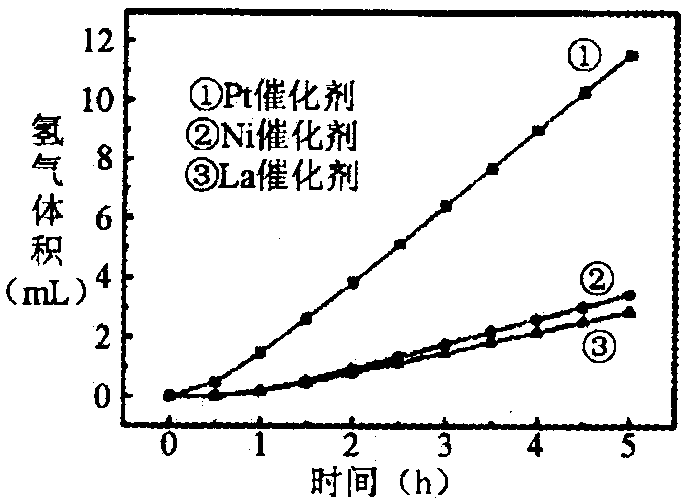 12
10
8
6
4
2
0
氢气体积
(mL)
①Pt催化剂
②Ni催化剂
③La催化剂
①
②
③
0 1 2 3 4 5
时间(h)